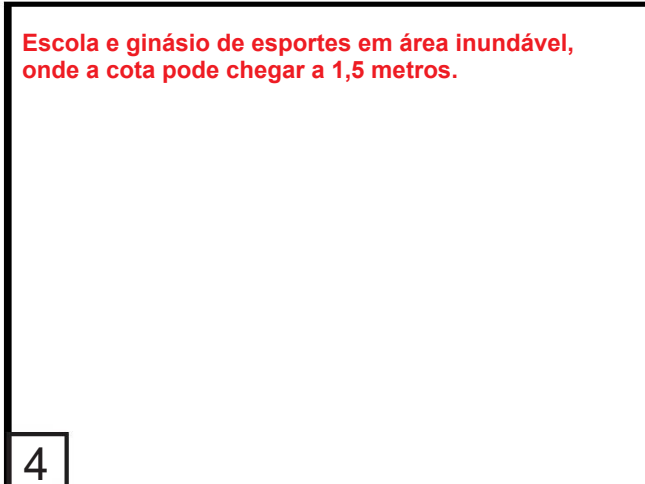 Escola e ginásio de esportes em área inundável,
onde a cota pode chegar a 1,5 metros.
4